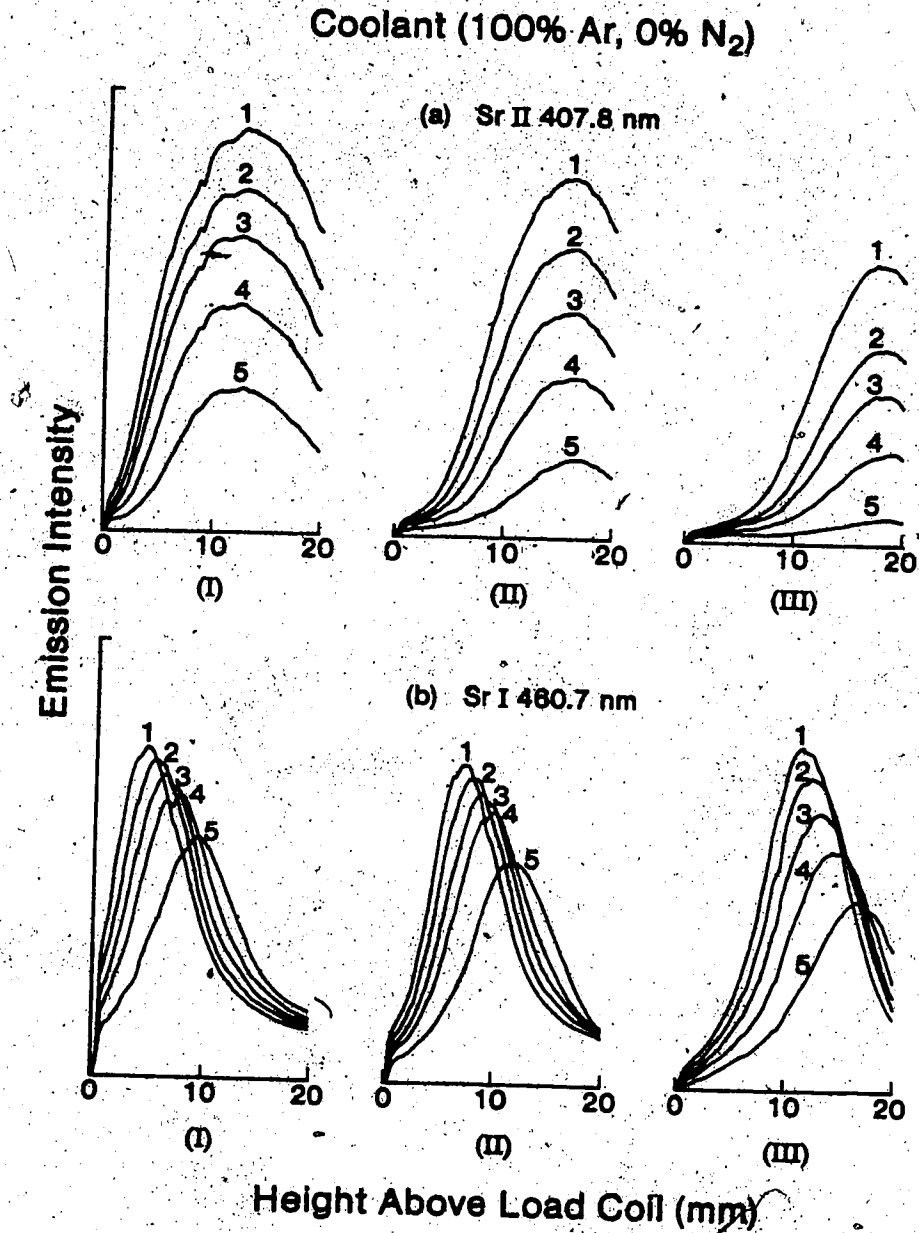 Coolant (100% Ar, 0% N2)
(a) Sr II 407.8 nm
1
2
3
4
5
1
2
3
4
5
1
2
3
4
5
0 10 20
0 10 20
0 10 20
(I)
(II)
(III)
Emission Intensity
(b) Sr I 460.7 nm
1
2
3
4
5
1
2
3
4
5
1
2
3
4
5
0 10 20
0 10 20
0 10 20
(I)
(II)
(III)
Height Above Load Coil (mm)